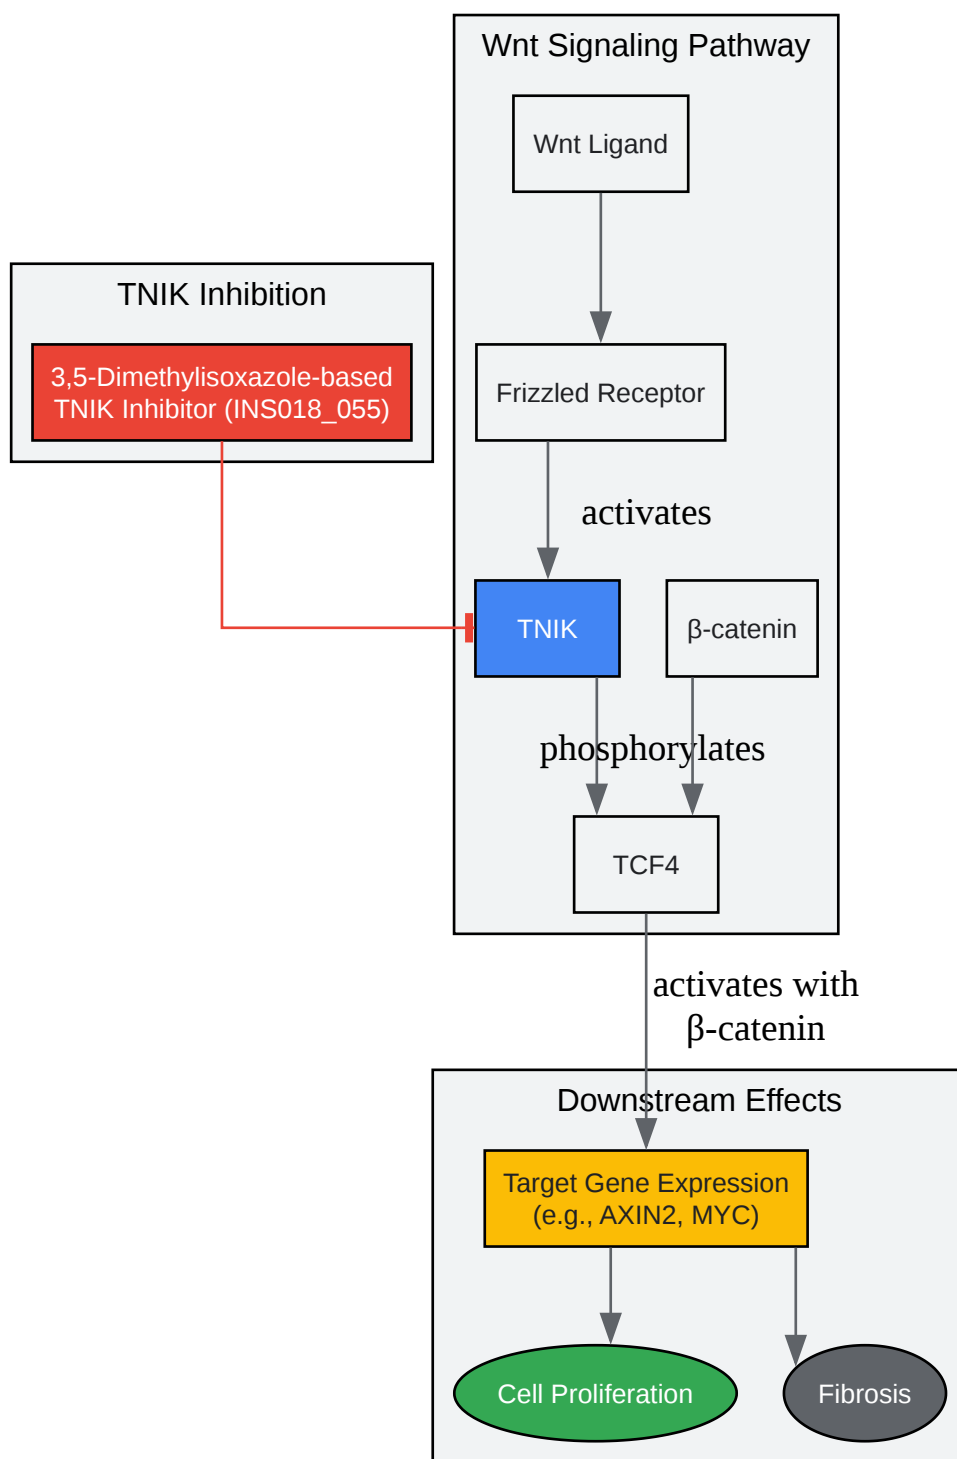 Wnt Signaling Pathway
Wnt Ligand
TNIK Inhibition
3,5-Dimethylisoxazole-based
TNIK Inhibitor (INS018_055)
Frizzled Receptor
activates
TNIK
β-catenin
phosphorylates
TCF4
activates with
β-catenin
Downstream Effects
Target Gene Expression
(e.g., AXIN2, MYC)
Cell Proliferation
Fibrosis